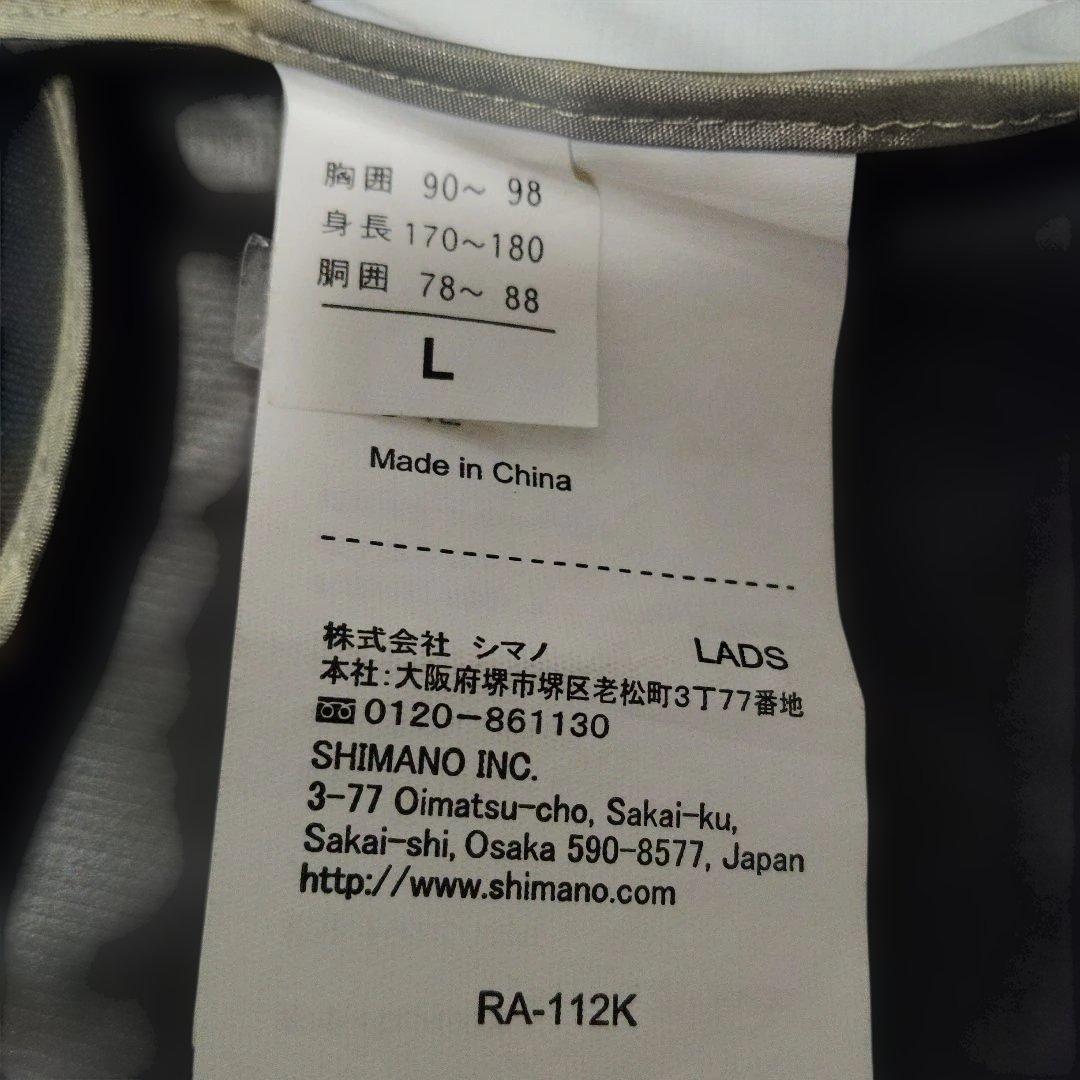 胸囲 90~ 98
身長 170~180
胴囲 78~ 88
L
Made in China
株式会社 シマノ LADS
本社:大阪府堺市堺区老松町3丁77番地
0120-861130
SHIMANO INC.
3-77 Oimatsu-cho, Sakai-ku,
Sakai-shi, Osaka 590-8577, Japan
http://www.shimano.com
RA-112K